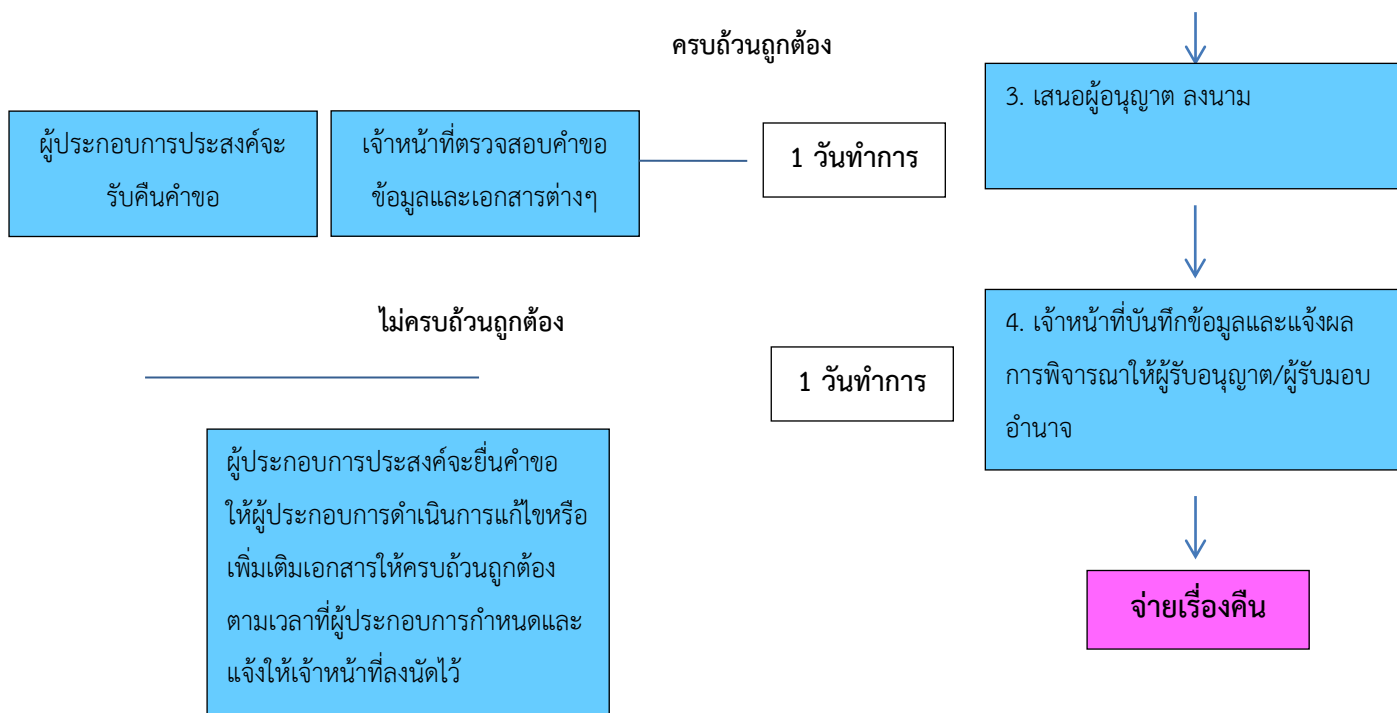 ครบถ้วนถูกต้อง
3. เสนอผู้อนุญาต ลงนาม
ผู้ประกอบการประสงค์จะ
รับคืนคำขอ
เจ้าหน้าที่ตรวจสอบคำขอ
ข้อมูลและเอกสารต่างๆ
1 วันทำการ
ไม่ครบถ้วนถูกต้อง
1 วันทำการ
4. เจ้าหน้าที่บันทึกข้อมูลและแจ้งผล
การพิจารณาให้ผู้รับอนุญาต/ผู้รับมอบ
อำนาจ
ผู้ประกอบการประสงค์จะยื่นคำขอ
ให้ผู้ประกอบการดำเนินการแก้ไขหรือ
เพิ่มเติมเอกสารให้ครบถ้วนถูกต้อง
ตามเวลาที่ผู้ประกอบการกำหนดและ
แจ้งให้เจ้าหน้าที่ลงนัดไว้
จ่ายเรื่องคืน